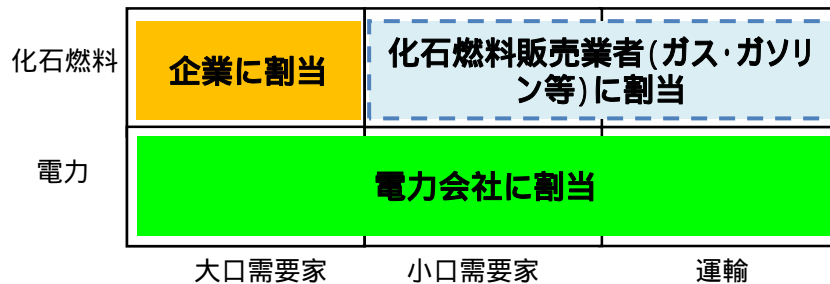 化石燃料
企業に割当
化石燃料販売業者(ガス・ガソリ
ン等)に割当
電力
電力会社に割当
大口需要家
小口需要家
運輸